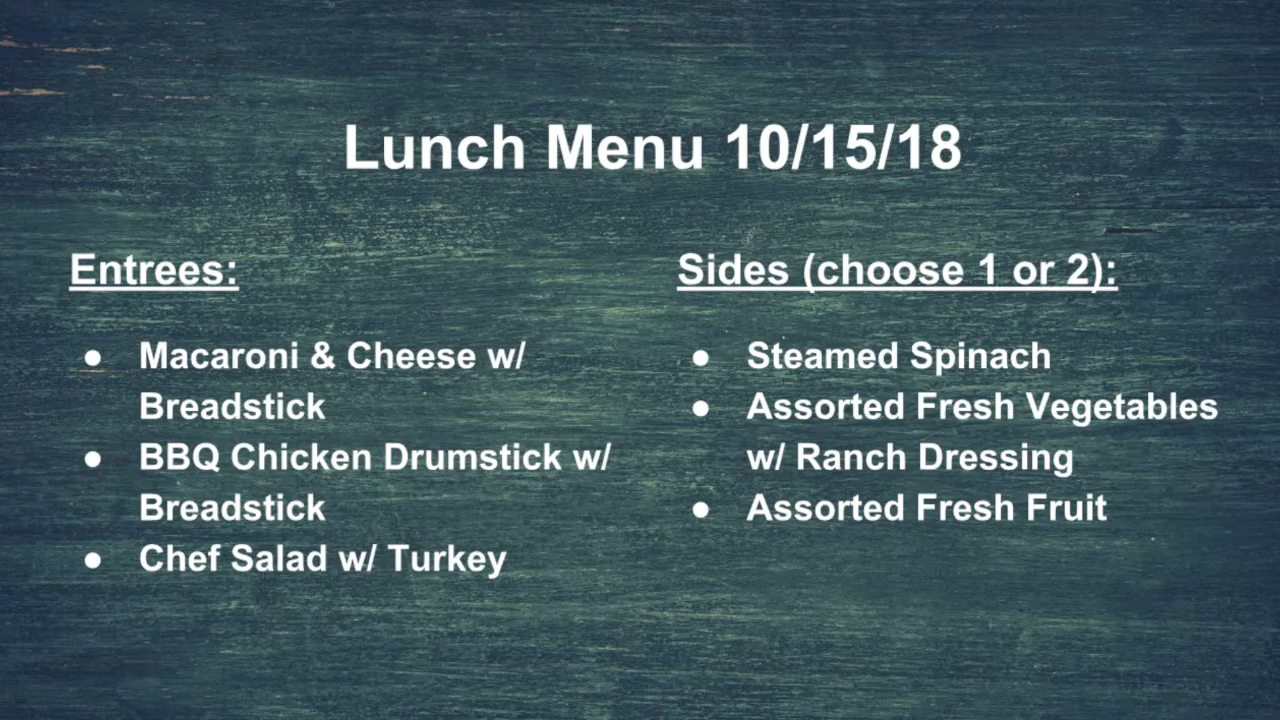 Lunch Menu 10/15/18
Entrees:
● Macaroni & Cheese w/
Breadstick
● BBQ Chicken Drumstick w/
Breadstick
● Chef Salad w/ Turkey
Sides (choose 1 or 2):
● Steamed Spinach
● Assorted Fresh Vegetables
w/ Ranch Dressing
● Assorted Fresh Fruit